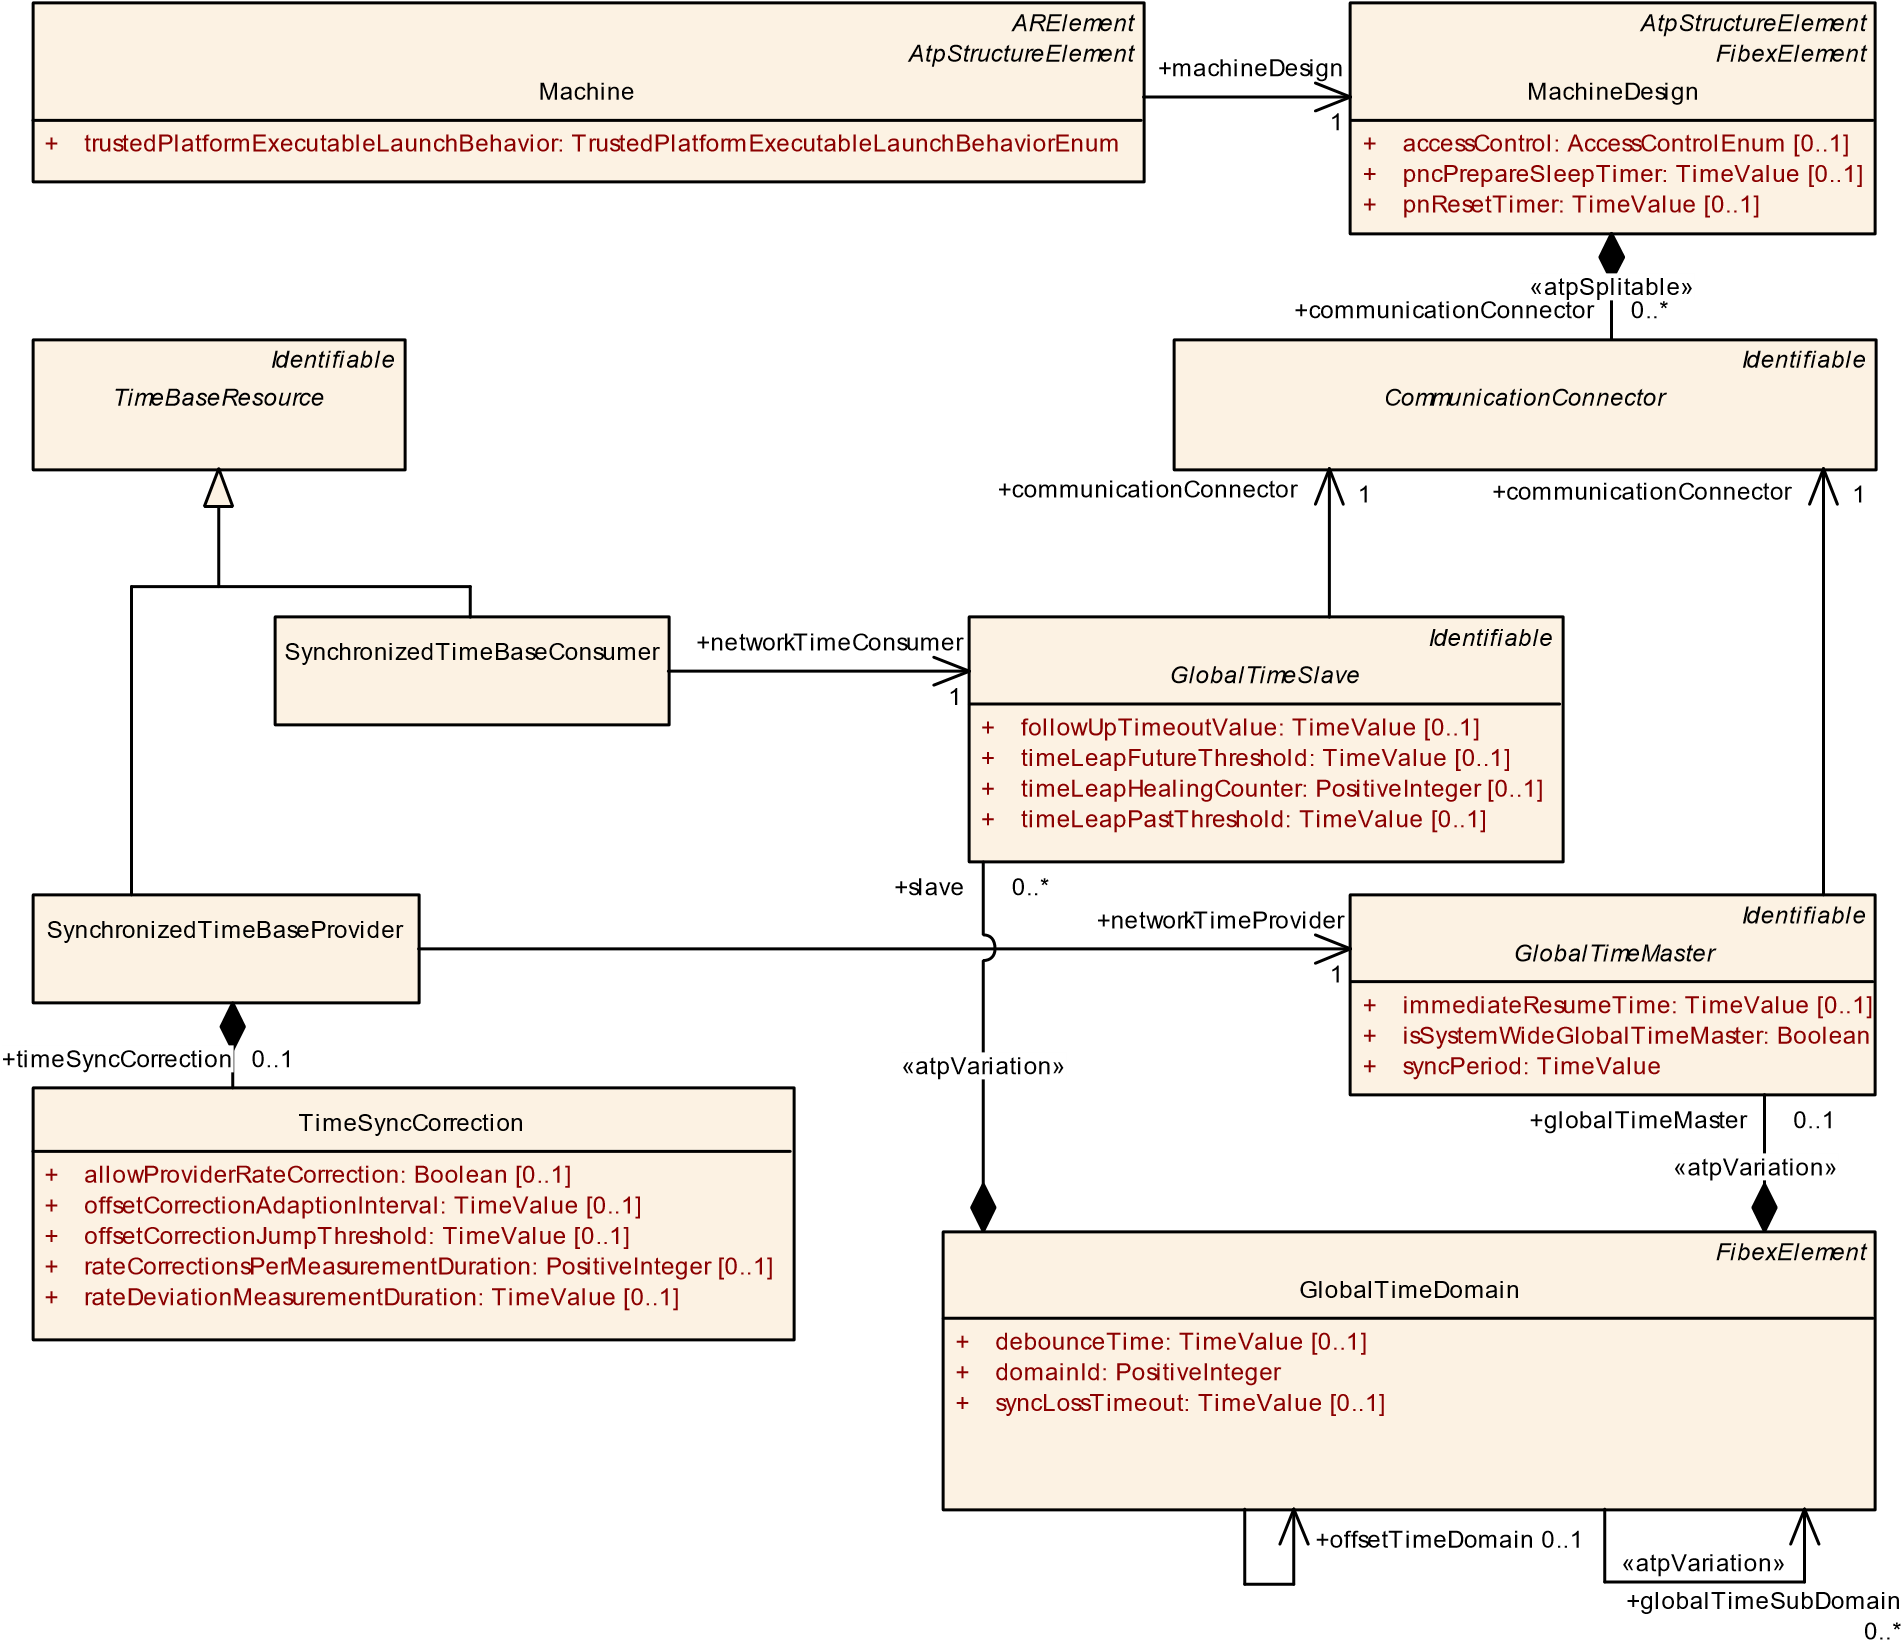 ARElement
AtpStructureElement
Machine
+ trustedPlatformExecutableLaunchBehavior: TrustedPlatformExecutableLaunchBehaviorEnum
+machineDesign
1
AtpStructureElement
FibexElement
MachineDesign
+ accessControl: AccessControlEnum [0..1]
+ pncPrepareSleepTimer: TimeValue [0..1]
+ pnResetTimer: TimeValue [0..1]
«atpSplitable»
+communicationConnector 0..*
Identifiable
TimeBaseResource
Identifiable
CommunicationConnector
+communicationConnector 1
+communicationConnector 1
SynchronizedTimeBaseConsumer
+networkTimeConsumer
1
Identifiable
GlobalTimeSlave
+ followUpTimeoutValue: TimeValue [0..1]
+ timeLeapFutureThreshold: TimeValue [0..1]
+ timeLeapHealingCounter: PositiveInteger [0..1]
+ timeLeapPastThreshold: TimeValue [0..1]
+slave 0..*
SynchronizedTimeBaseProvider
+networkTimeProvider
1
Identifiable
GlobalTimeMaster
+ immediateResumeTime: TimeValue [0..1]
+ isSystemWideGlobalTimeMaster: Boolean
+ syncPeriod: TimeValue
+timeSyncCorrection 0..1
«atpVariation»
+globalTimeMaster 0..1
«atpVariation»
TimeSyncCorrection
+ allowProviderRateCorrection: Boolean [0..1]
+ offsetCorrectionAdaptionInterval: TimeValue [0..1]
+ offsetCorrectionJumpThreshold: TimeValue [0..1]
+ rateCorrectionsPerMeasurementDuration: PositiveInteger [0..1]
+ rateDeviationMeasurementDuration: TimeValue [0..1]
FibexElement
GlobalTimeDomain
+ debounceTime: TimeValue [0..1]
+ domainId: PositiveInteger
+ syncLossTimeout: TimeValue [0..1]
+offsetTimeDomain 0..1
«atpVariation»
+globalTimeSubDomain
0..*